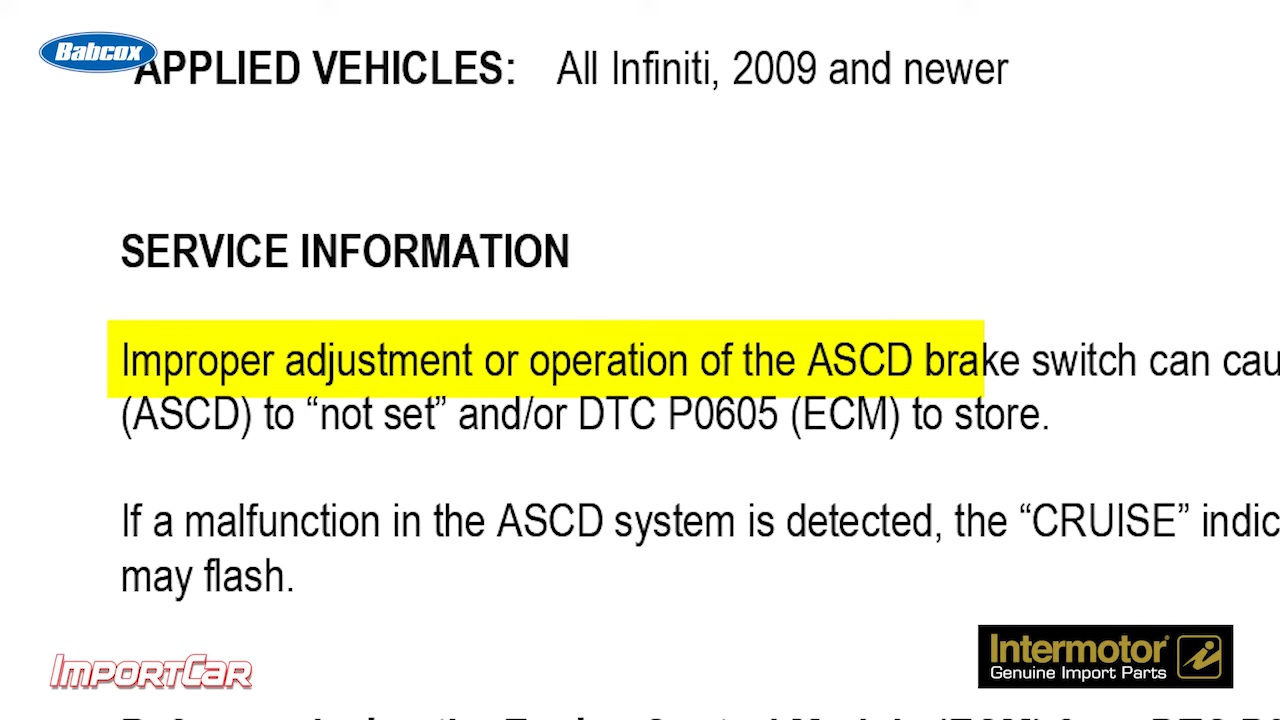 Babcox
APPLIED VEHICLES: All Infiniti, 2009 and newer
SERVICE INFORMATION
Improper adjustment or operation of the ASCD brake switch can cau
(ASCD) to “not set” and/or DTC P0605 (ECM) to store.
If a malfunction in the ASCD system is detected, the “CRUISE” indic
may flash.
Intermotor
Genuine Import Parts
ImportCar